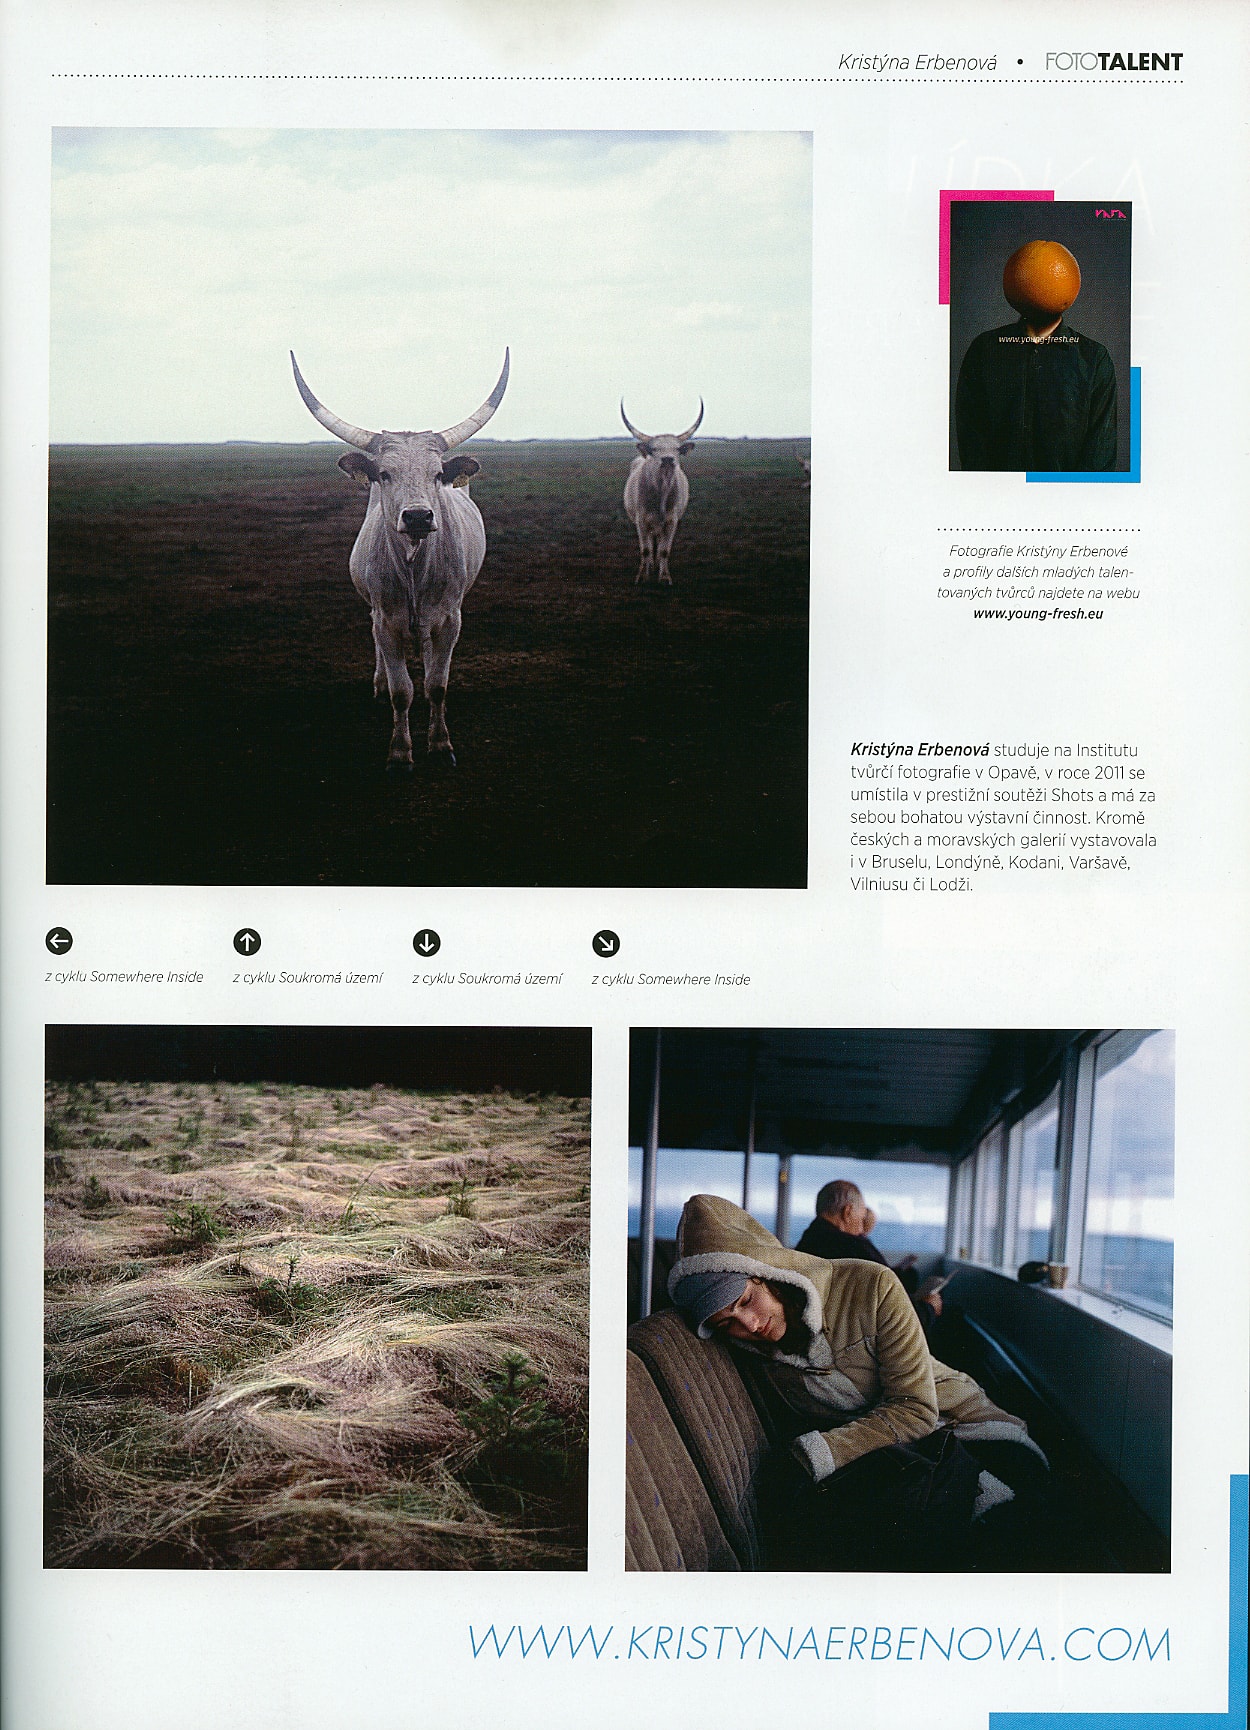 Kristýna Erbenová • FOTOTALENT
www.young-fresh.eu
Fotografie Kristýny Erbenové
a profily dalších mladých talen-
tovaných tvůrců najdete na webu
www.young-fresh.eu
Kristýna Erbenová studuje na Institutu
tvůrčí fotografie v Opavě, v roce 2011 se
umístila v prestižní soutěži Shots a má za
sebou bohatou výstavní činnost. Kromě
českých a moravských galerií vystavovala
i v Bruselu, Londýně, Kodani, Varšavě,
Vilniusu či Lodži.
z cyklu Somewhere Inside
z cyklu Soukromá území
z cyklu Soukromá území
z cyklu Somewhere Inside
WWW.KRISTYNAERBENOVA.COM